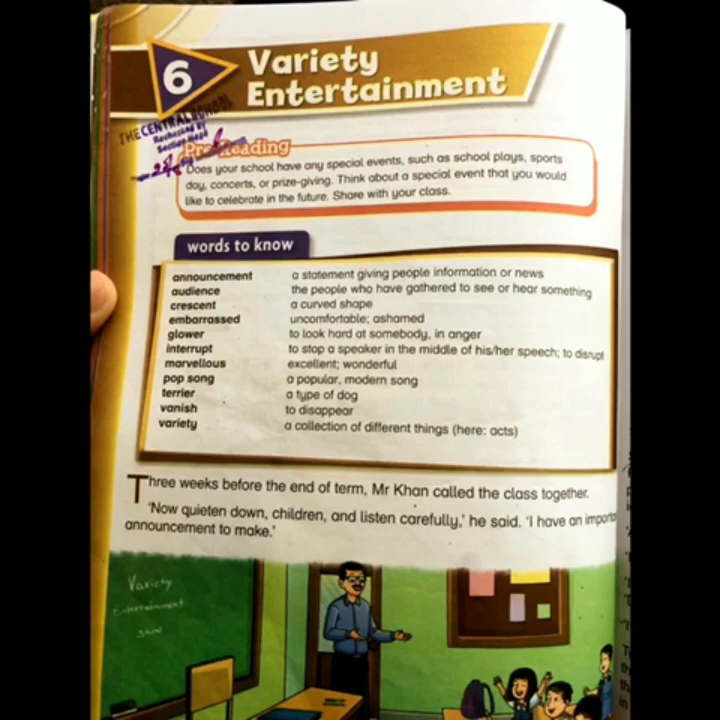 6
Variety
Entertainment
THE CENTRAL SCHOOL
Rechecked By
Section Head
Pre-Reading
Does your school have any special events, such as school plays, sports
day, concerts, or prize-giving. Think about a special event that you would
like to celebrate in the future. Share with your class.
words to know
announcement a statement giving people information or news
audience the people who have gathered to see or hear something
crescent a curved shape
embarrassed uncomfortable; ashamed
glower to look hard at somebody, in anger
interrupt to stop a speaker in the middle of his/her speech; to disrupt
marvellous excellent; wonderful
pop song a popular, modern song
terrier a type of dog
vanish to disappear
variety a collection of different things (here: acts)
Three weeks before the end of term, Mr Khan called the class together.
'Now quieten down, children, and listen carefully,' he said. 'I have an importa
announcement to make.'
Variety
Entertainment
Show